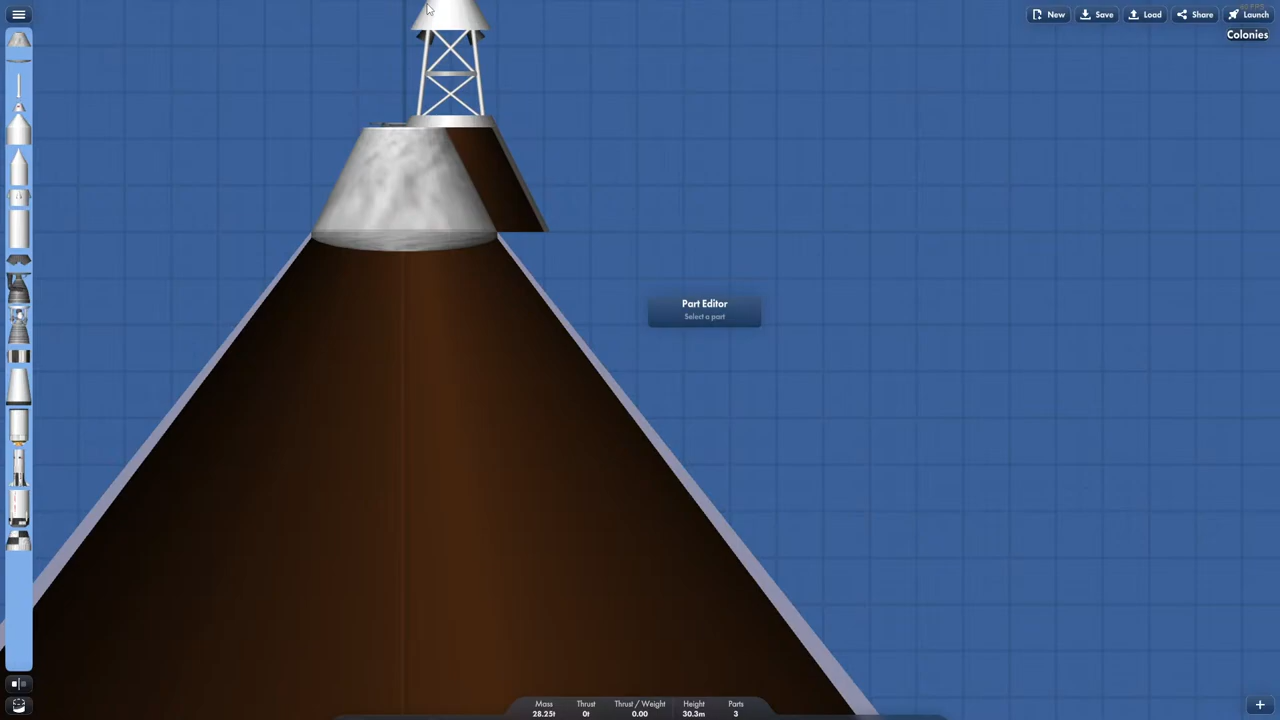 New
Save
Load
Share
Launch
Colonies
Part Editor
Select a part
Mass
Thrust
Thrust / Weight
Height
Parts
28.25t
0t
0.00
30.3m
3